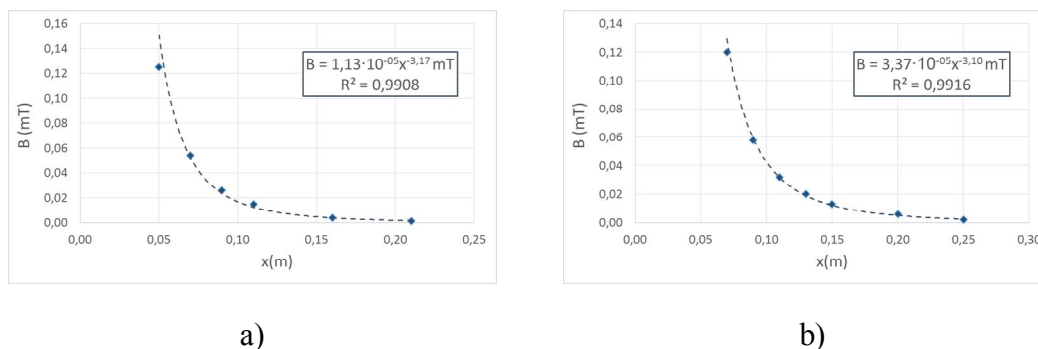 0,16
0,14
0,12
0,10
0,08
0,06
0,04
0,02
0,00
B (mT)
B = 1,13·10⁻⁰⁵x⁻³,¹⁷ mT
R² = 0,9908
0,00 0,05 0,10 0,15 0,20 0,25
x(m)
a)
0,14
0,12
0,10
0,08
0,06
0,04
0,02
0,00
B (mT)
B = 3,37·10⁻⁰⁵x⁻³,¹⁰ mT
R² = 0,9916
0,00 0,05 0,10 0,15 0,20 0,25 0,30
x(m)
b)